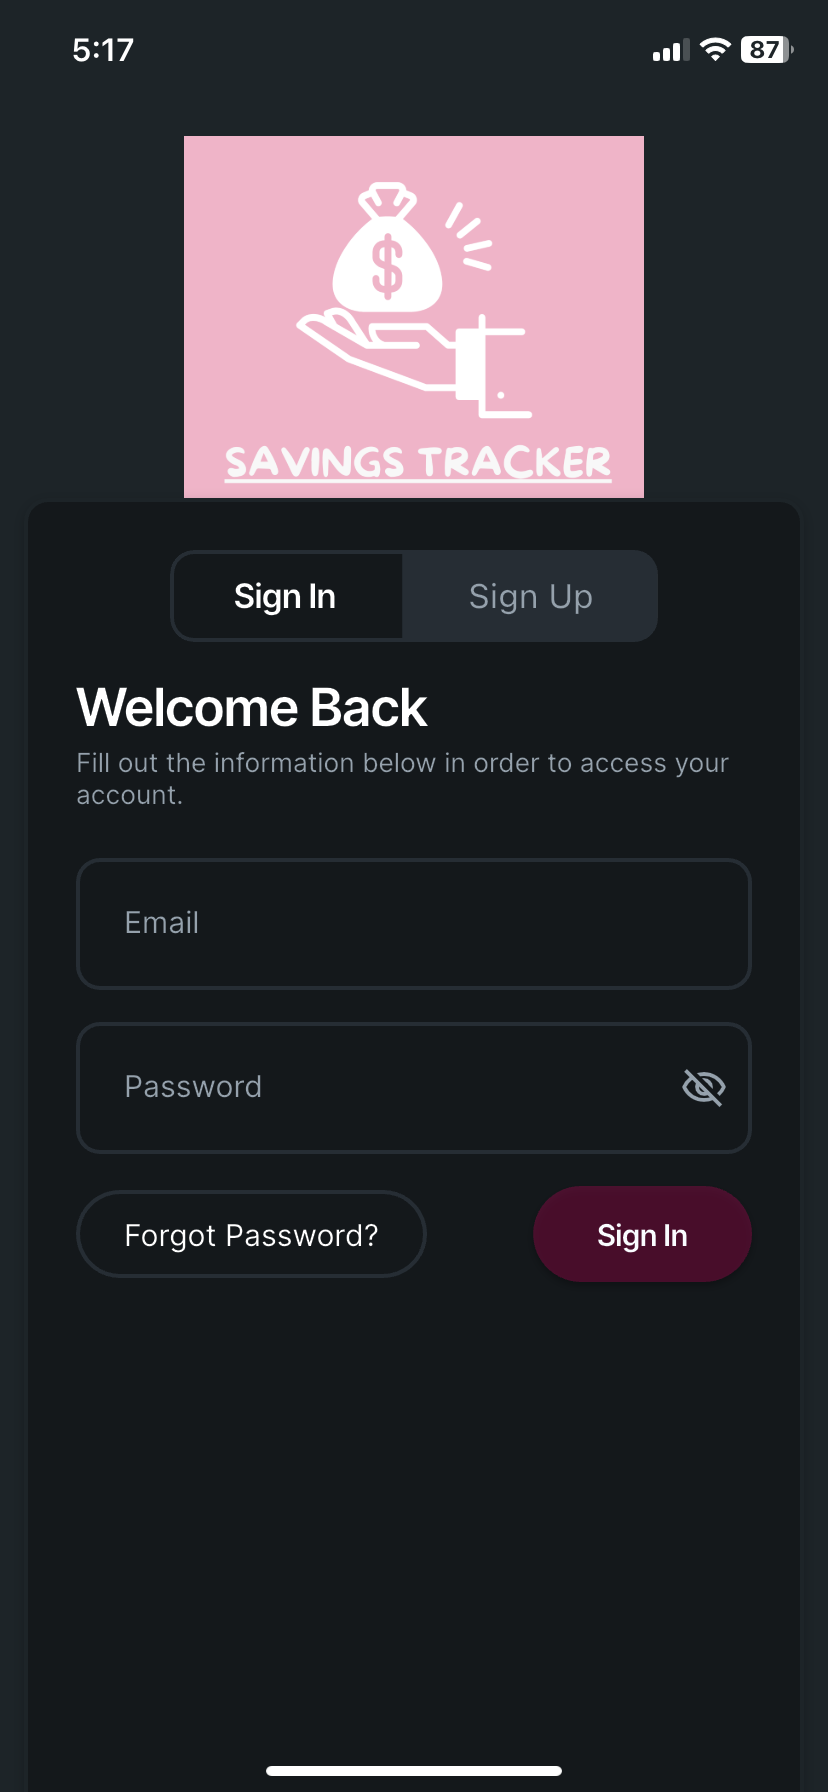 5:17
87
$
SAVINGS TRACKER
Sign In
Sign Up
Welcome Back
Fill out the information below in order to access your
account.
Email
Password
Forgot Password?
Sign In